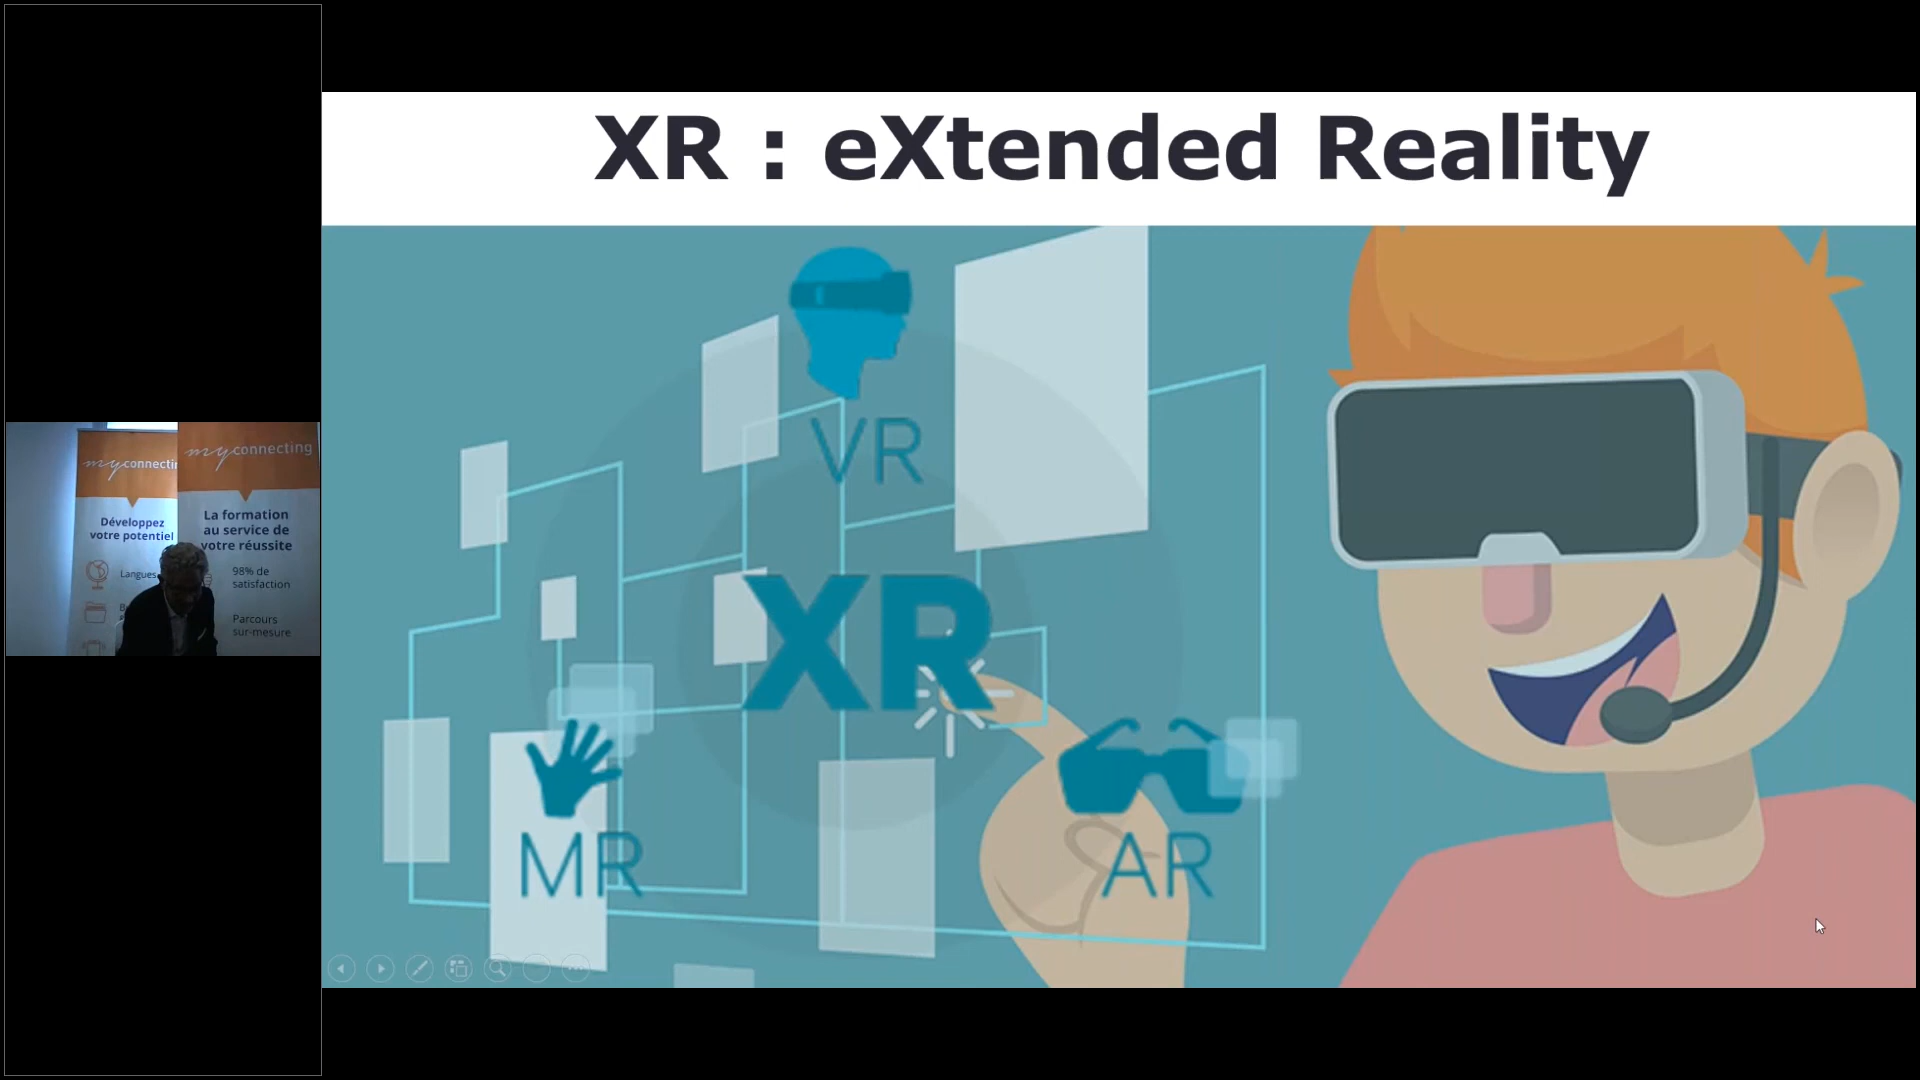 XR : eXtended Reality
VR
XR
MR
AR
myconnecti
Développez
votre potentiel
Langues
myconnecting
La formation
au service de
votre réussite
98% de
satisfaction
Parcours
sur-mesure